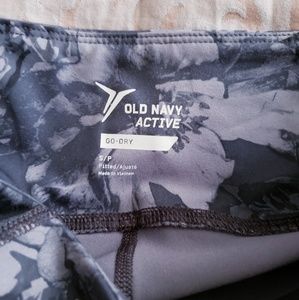 OLD NAVY
ACTIVE
GO-DRY
S/P
Fitted/Ajusté
Made in Vietnam